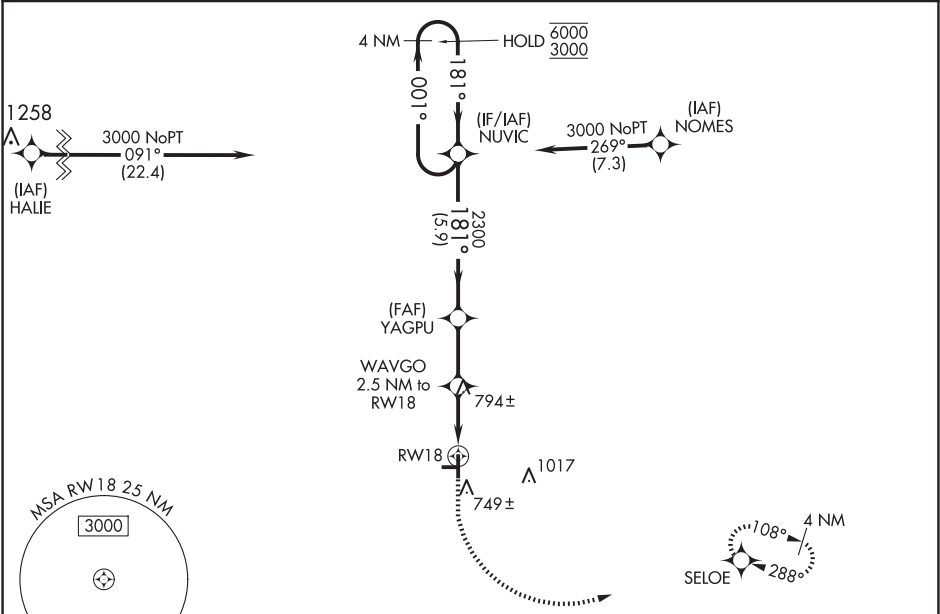 4 NM
HOLD 6000
3000
181°
001°
1258
3000 NoPT
091°
(22.4)
(IAF)
HALIE
(IF/IAF)
NUVIC
3000 NoPT
269°
(7.3)
(IAF)
NOMES
2300
181°
(5.9)
(FAF)
YAGPU
WAVGO
2.5 NM to
RW18
794±
RW18
1017
749±
MSA RW18 25 NM
3000
108°
4 NM
288°
SELOE